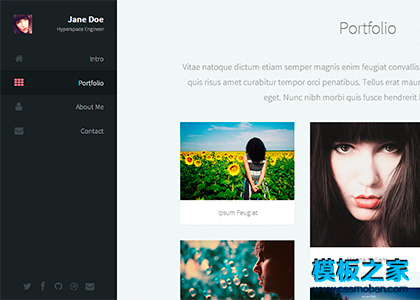 Jane Doe
Hyperspace Engineer
Intro
Portfolio
About Me
Contact
Portfolio
Vitae natoque dictum etiam semper magnis enim feugiat convallis
quis risus amet curabitur tempor orci penatibus. Tellus erat mau
eget. Nunc nibh morbi quis fusce hendrerit l
Ipsum Feugiat
模板之家
www.cssmoban.com